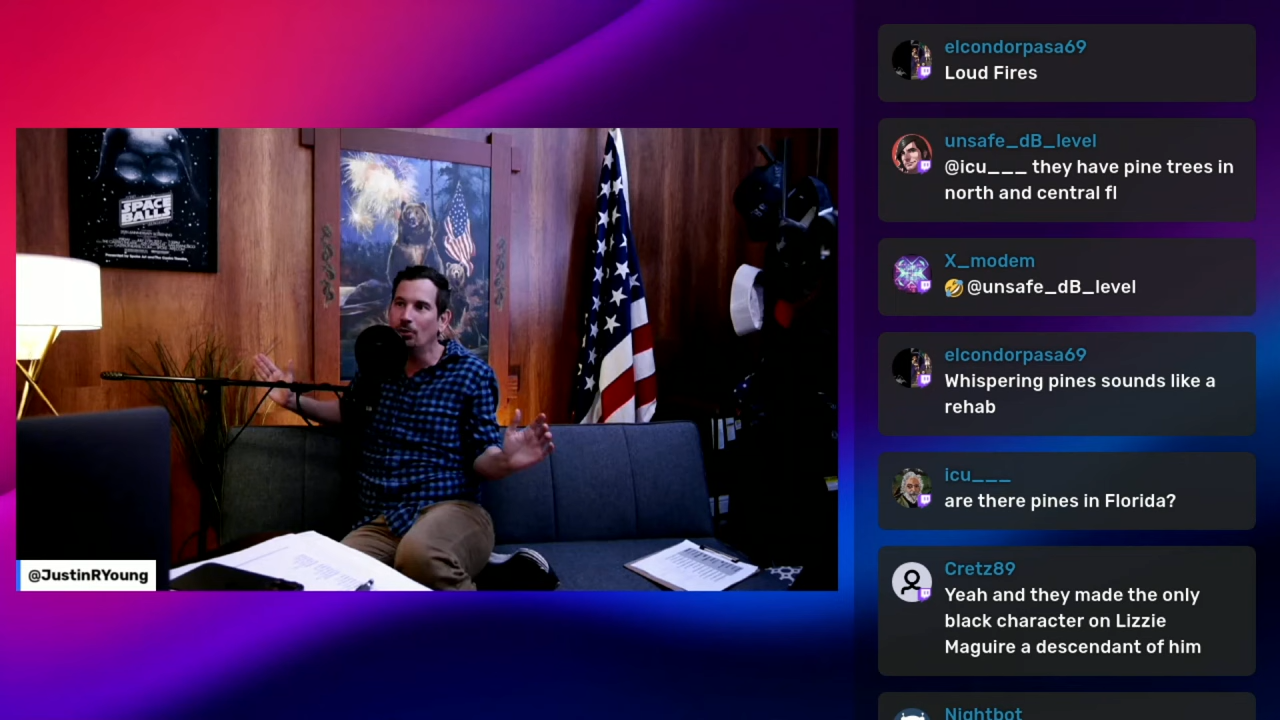 SPACE
BALLS
@JustinRYoung
elcondorpasa69
Loud Fires
unsafe_dB_level
@icu___ they have pine trees in
north and central fl
X_modem
🤣 @unsafe_dB_level
elcondorpasa69
Whispering pines sounds like a
rehab
icu___
are there pines in Florida?
Cretz89
Yeah and they made the only
black character on Lizzie
Maguire a descendant of him
Nightbot